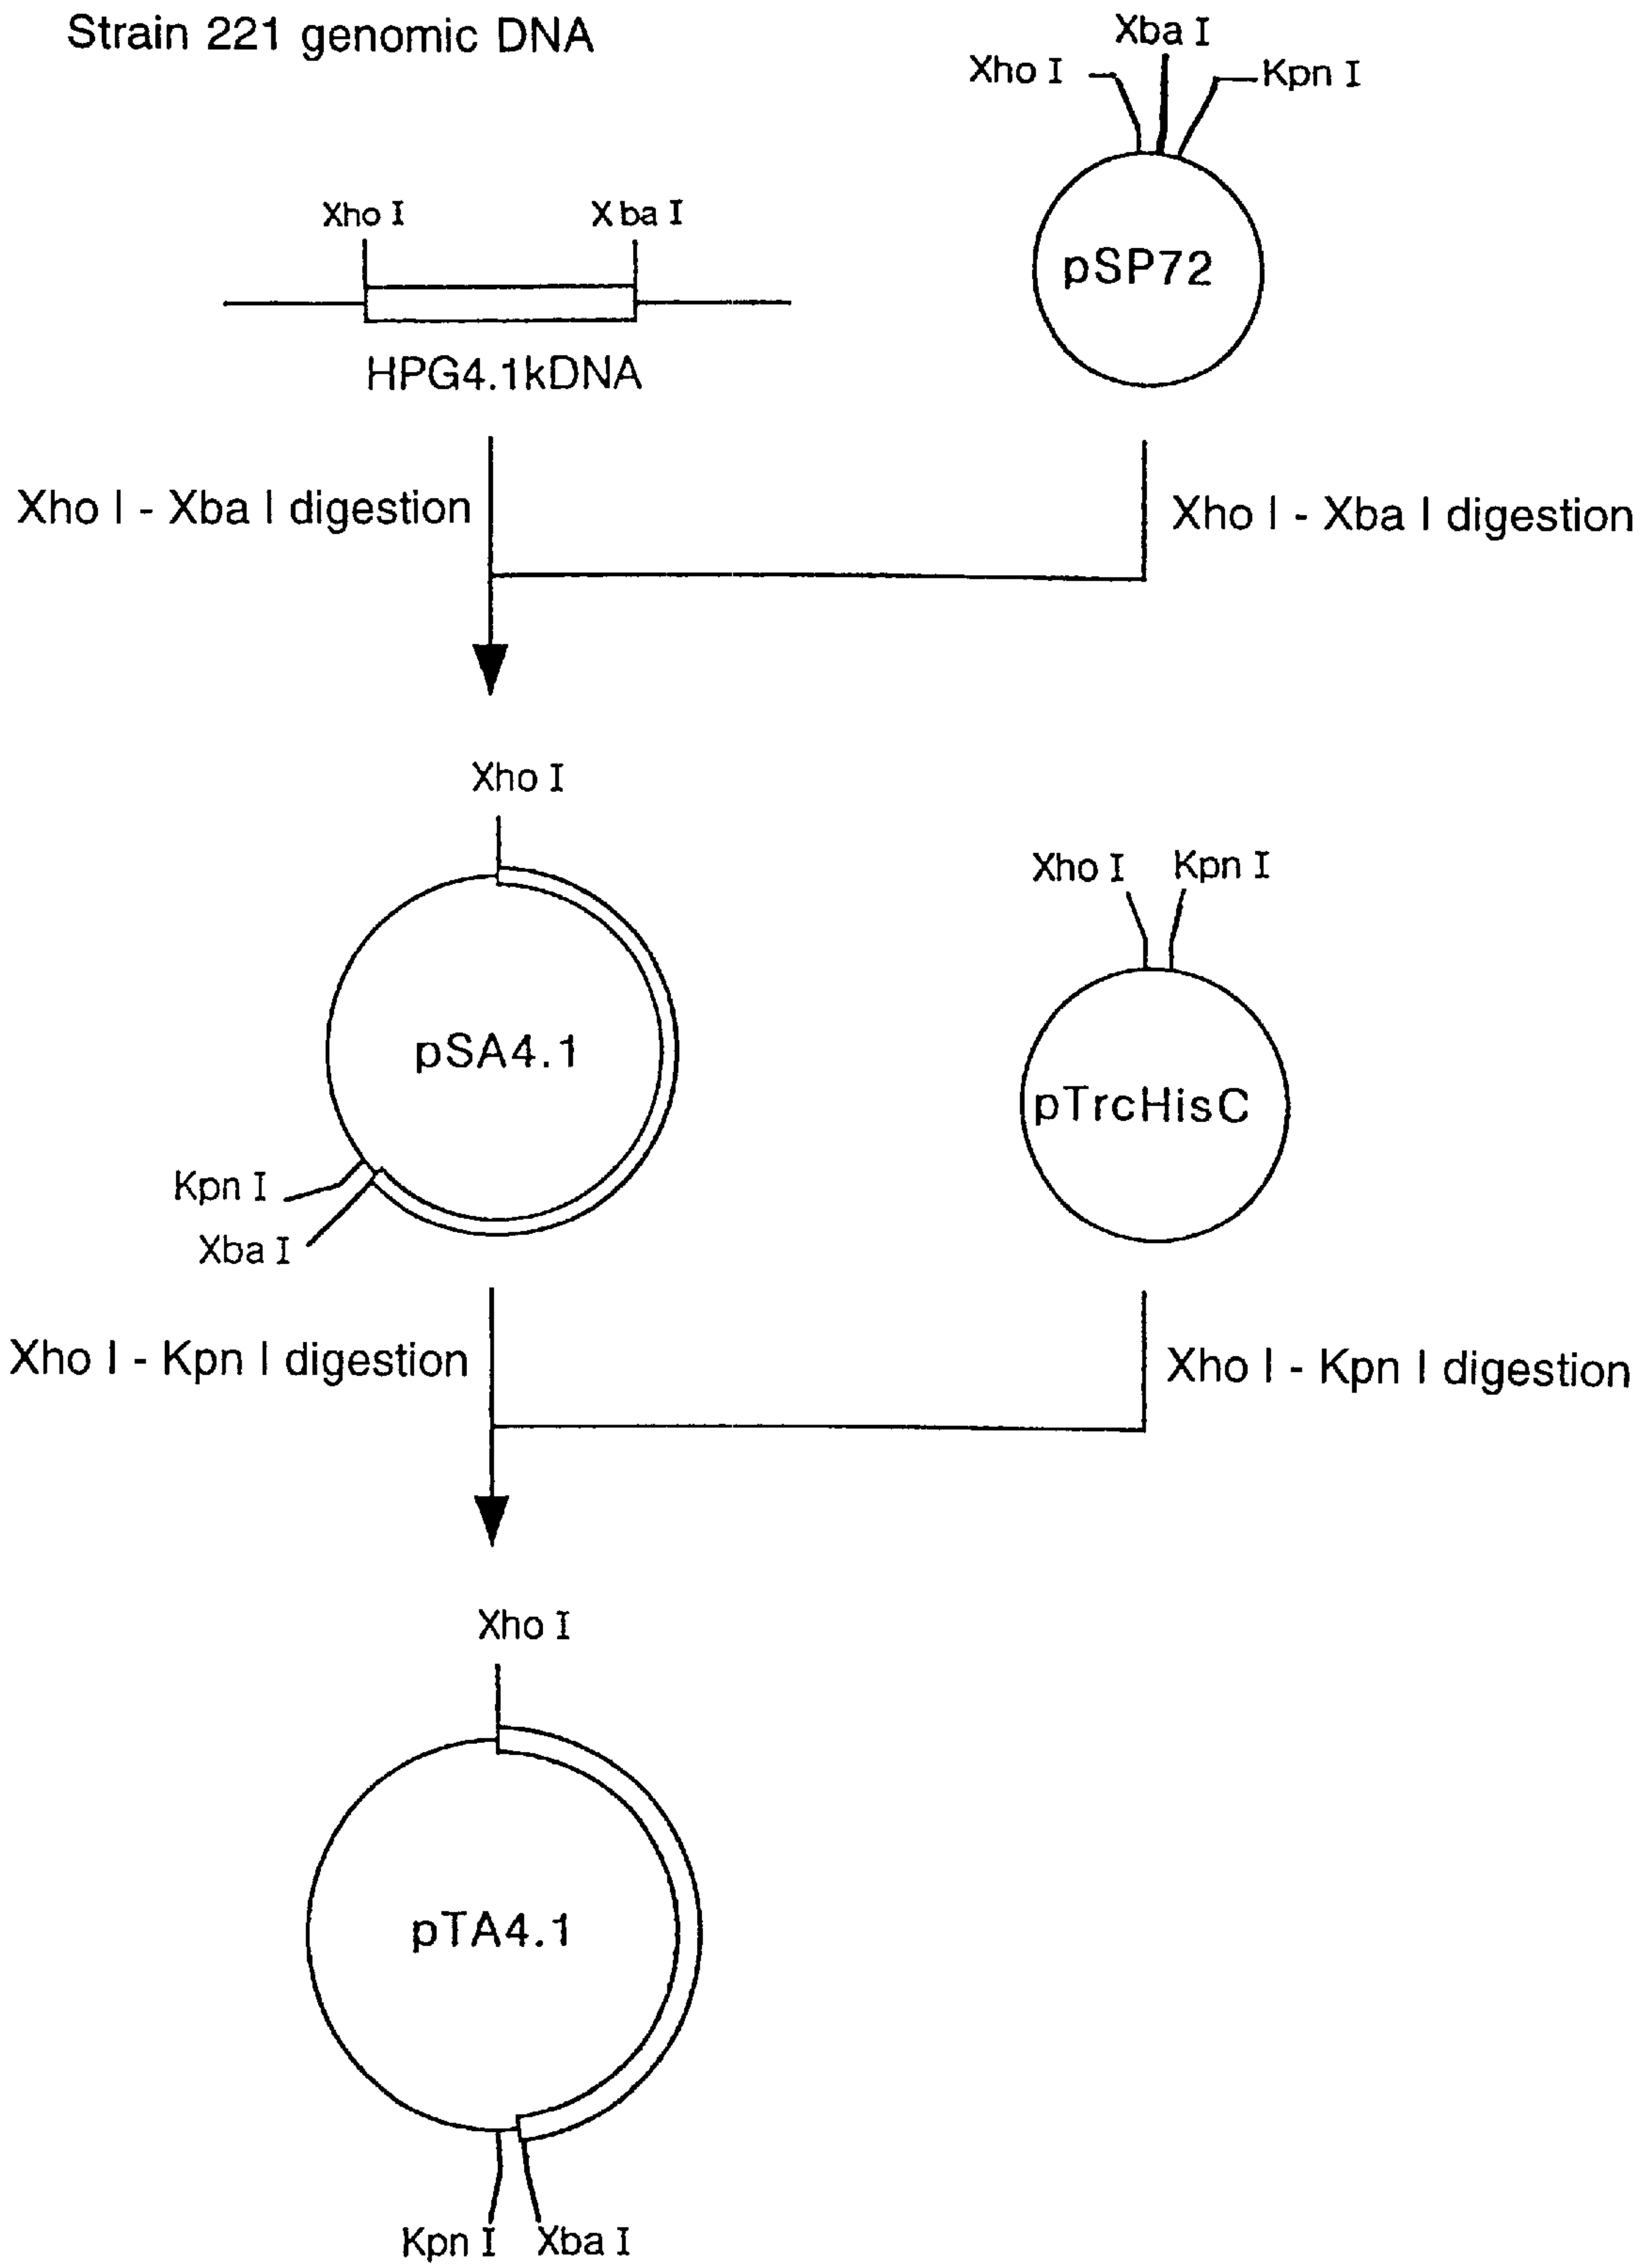 Strain 221 genomic DNA
Xba I
Xho I
Kpn I
Xho I
Xba I
pSP72
HPG4.1kDNA
Xho I - Xba I digestion
Xho I - Xba I digestion
Xho I
Xho I
Kpn I
pSA4.1
pTrcHisC
Kpn I
Xba I
Xho I - Kpn I digestion
Xho I - Kpn I digestion
Xho I
pTA4.1
Kpn I
Xba I